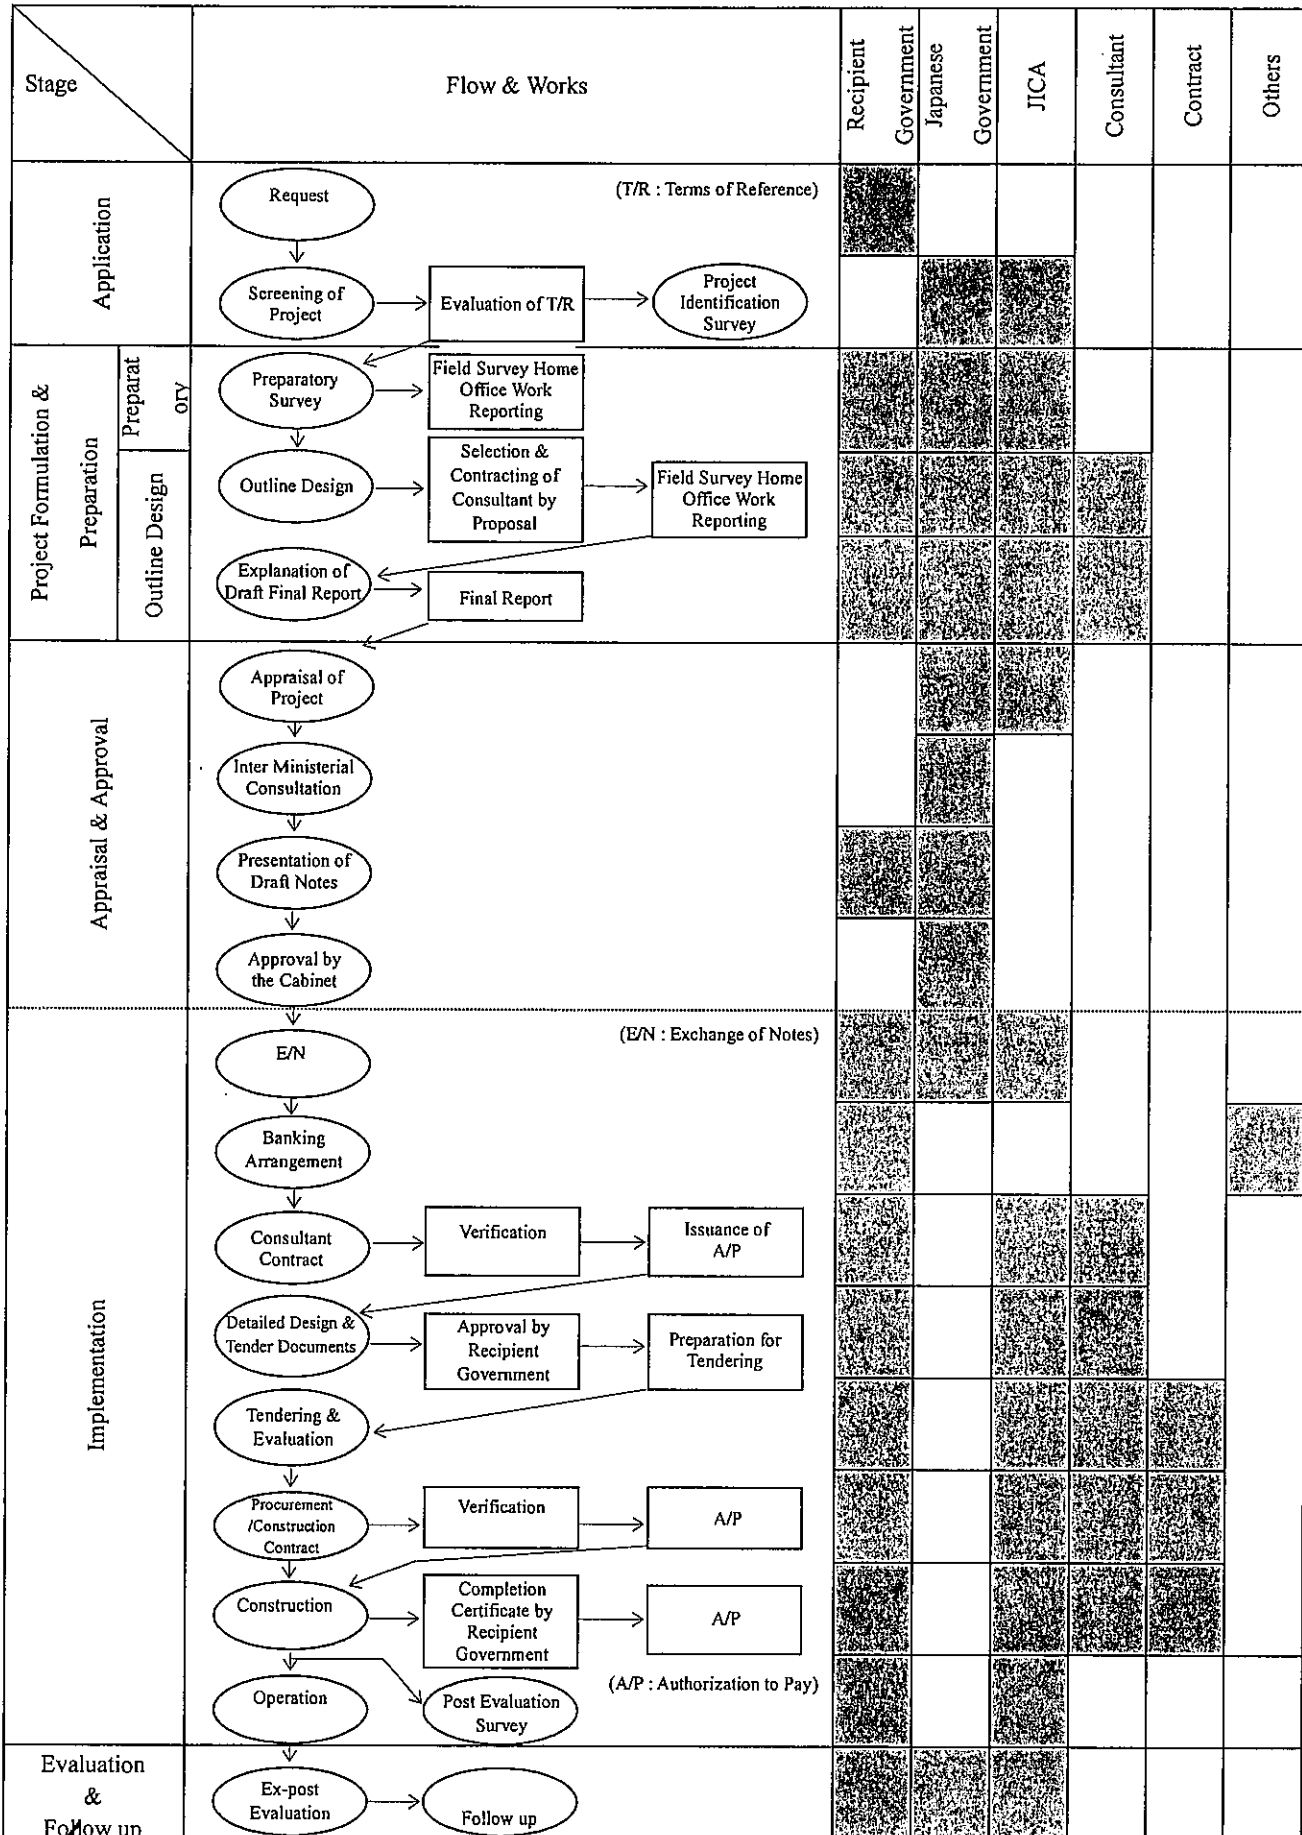 Stage
Flow & Works
Recipient
Government
Japanese
Government
JICA
Consultant
Contract
Others
Application
Request
(T/R : Terms of Reference)
Screening of
Project
Evaluation of T/R
Project
Identification
Survey
Project Formulation &
Preparation
Preparat
ory
Preparatory
Survey
Field Survey Home
Office Work
Reporting
Outline Design
Outline Design
Selection &
Contracting of
Consultant by
Proposal
Field Survey Home
Office Work
Reporting
Explanation of
Draft Final Report
Final Report
Appraisal & Approval
Appraisal of
Project
Inter Ministerial
Consultation
Presentation of
Draft Notes
Approval by
the Cabinet
Implementation
E/N
(E/N : Exchange of Notes)
Banking
Arrangement
Consultant
Contract
Verification
Issuance of
A/P
Detailed Design &
Tender Documents
Approval by
Recipient
Government
Preparation for
Tendering
Tendering &
Evaluation
Procurement
/Construction
Contract
Verification
A/P
Construction
Completion
Certificate by
Recipient
Government
A/P
(A/P : Authorization to Pay)
Operation
Post Evaluation
Survey
Evaluation
&
Follow up
Ex-post
Evaluation
Follow up